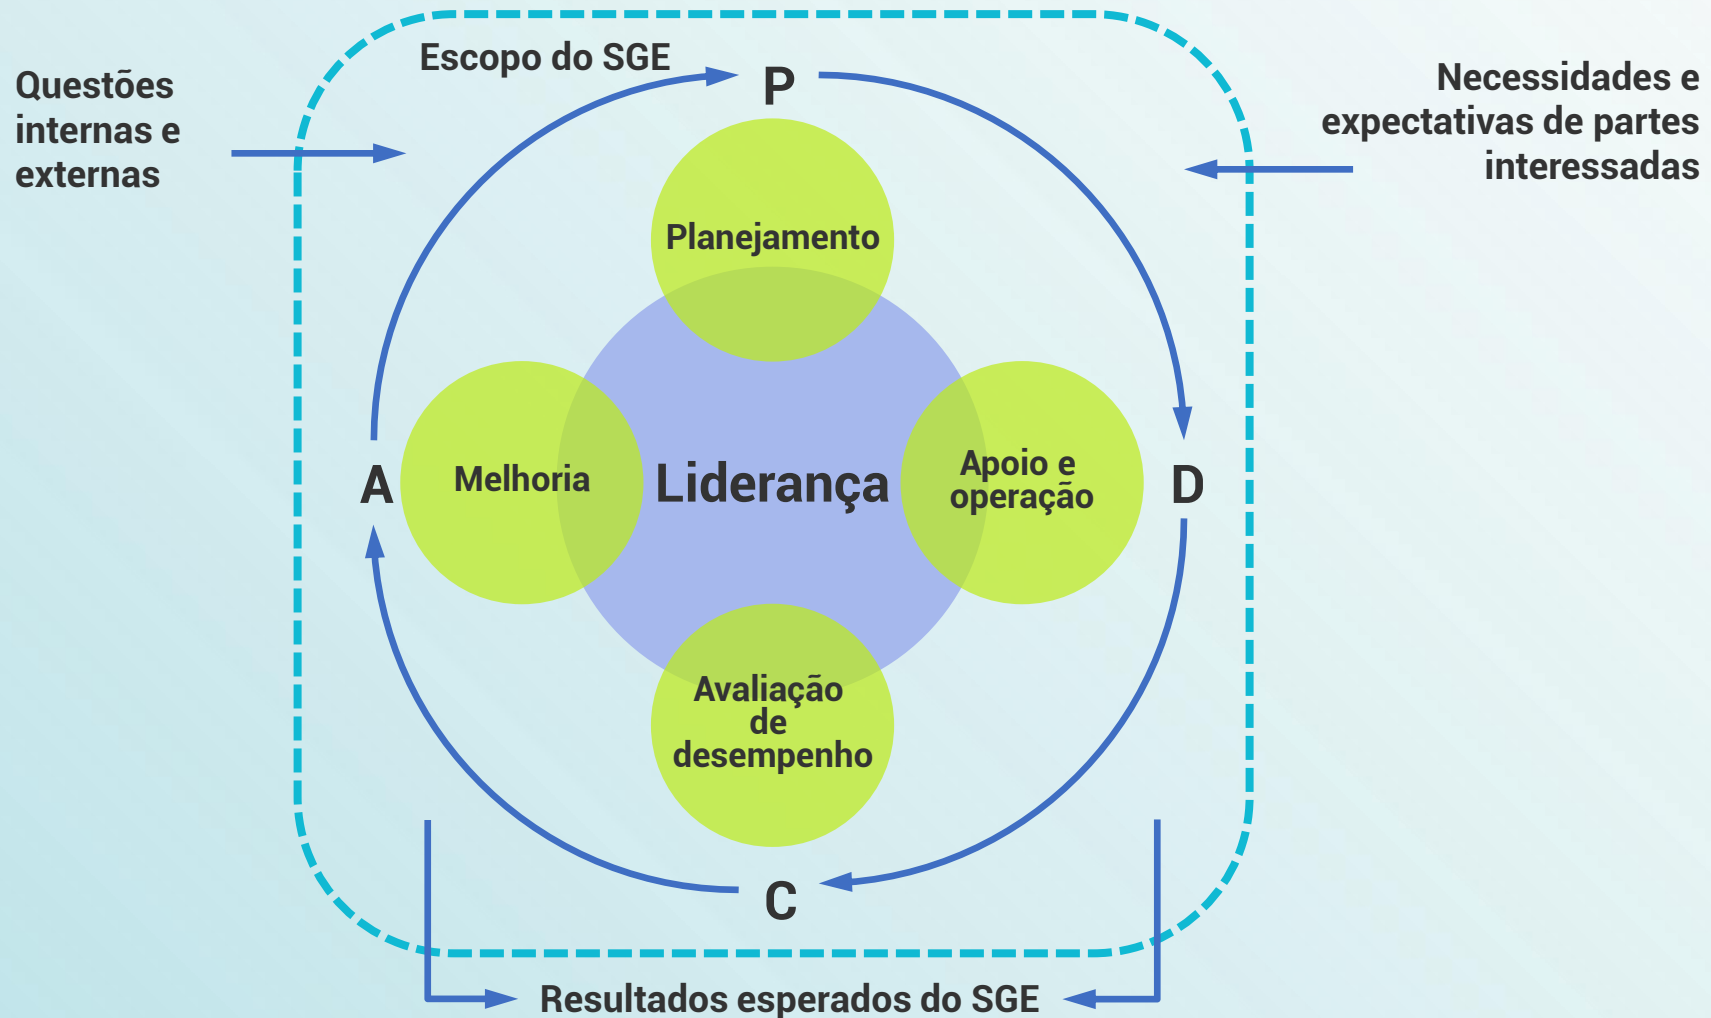 Escopo do SGE
Questões
internas e
externas
Necessidades e
expectativas de partes
interessadas
P
Planejamento
A
Melhoria
Liderança
Apoio e
operação
D
Avaliação
de
desempenho
C
Resultados esperados do SGE